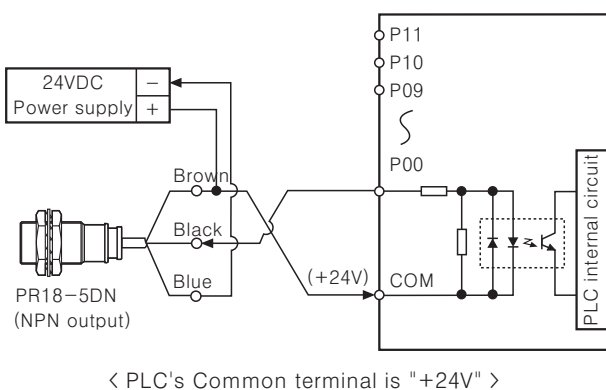 24VDC
Power supply
−
+
P11
P10
P09
P00
Brown
Black
Blue
(+24V)
COM
PLC internal circuit
PR18−5DN
(NPN output)
< PLC's Common terminal is "+24V" >